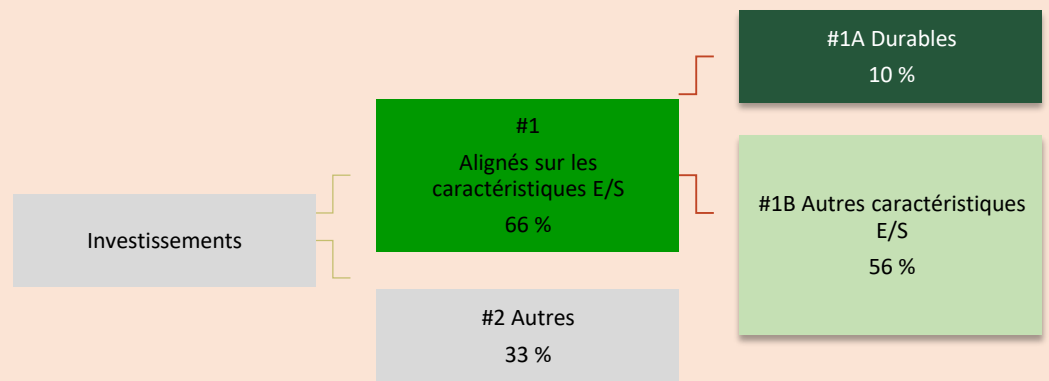 Investissements
#1
Alignés sur les
caractéristiques E/S
66 %
#2 Autres
33 %
#1A Durables
10 %
#1B Autres caractéristiques
E/S
56 %